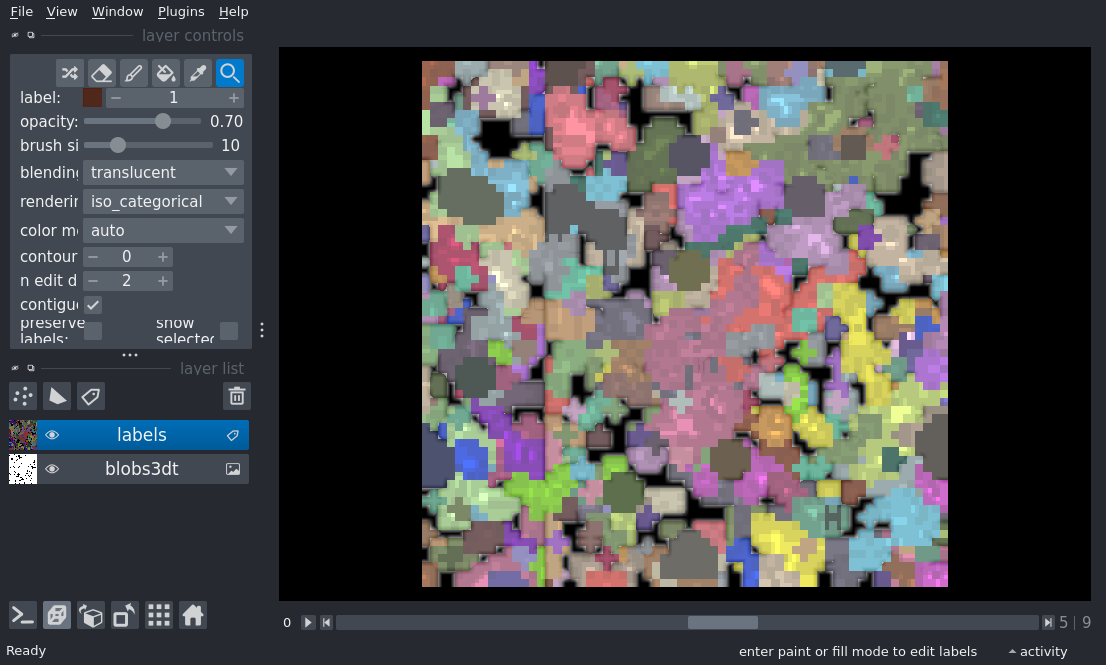 File View Window Plugins Help
layer controls
label: 1
opacity: 0.70
brush si 10
blending translucent
renderin iso_categorical
color m auto
contour 0
n edit d 2
contigu
preserve show
labels: selected
layer list
labels
blobs3dt
0 5 | 9
Ready enter paint or fill mode to edit labels activity